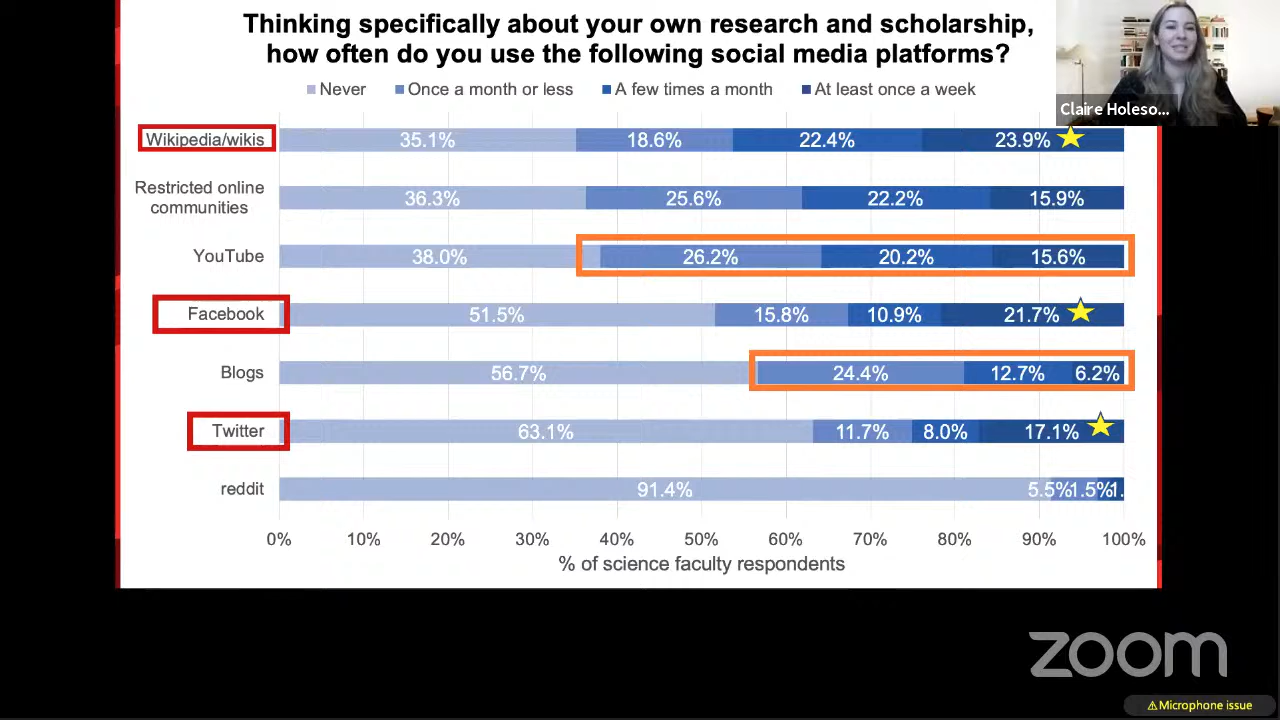 Thinking specifically about your own research and scholarship,
how often do you use the following social media platforms?
Never Once a month or less A few times a month At least once a week
Claire Holeso...
Wikipedia/wikis 35.1% 18.6% 22.4% 23.9%
Restricted online
communities 36.3% 25.6% 22.2% 15.9%
YouTube 38.0% 26.2% 20.2% 15.6%
Facebook 51.5% 15.8% 10.9% 21.7%
Blogs 56.7% 24.4% 12.7% 6.2%
Twitter 63.1% 11.7% 8.0% 17.1%
reddit 91.4% 5.5% 1.5% 1.
0% 10% 20% 30% 40% 50% 60% 70% 80% 90% 100%
% of science faculty respondents
zoom
Microphone issue